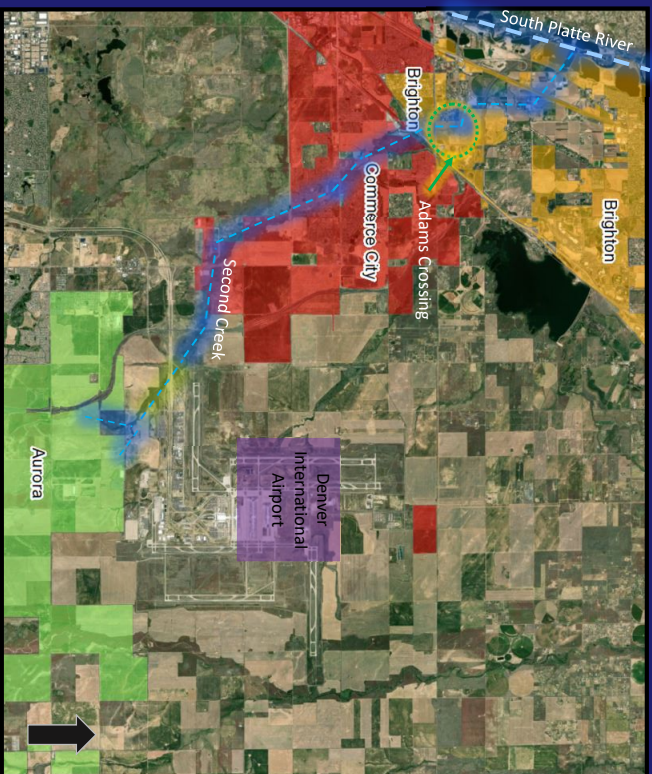 South Platte River
Brighton
Brighton
Adams Crossing
Commerce City
Second Creek
Denver
International
Airport
Aurora